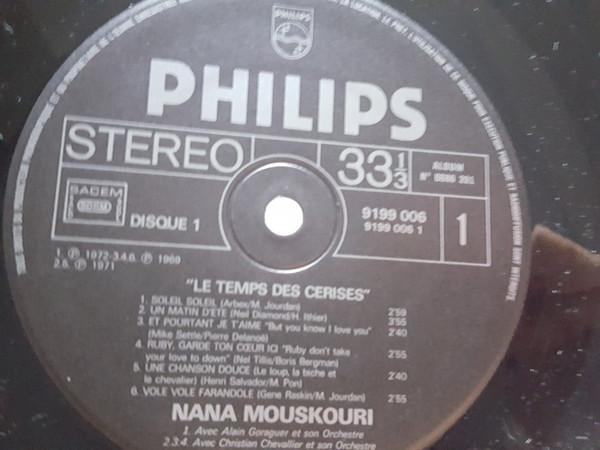 PHILIPS
PHILIPS
STEREO
33 1/3
ALBUM
SACEM
SDRM
DISQUE 1
9199 006
9199 006 1
1
1. ℗ 1972-3.4.6. ℗ 1969
2.5. ℗ 1971
"LE TEMPS DES CERISES"
1. SOLEIL SOLEIL (Arbex/M. Jourdan) 2'59
2. UN MATIN D'ETE (Neil Diamond/H. Ithier) 3'55
3. ET POURTANT JE T'AIME "But you know I love you" 2'40
(Mike Settle/Pierre Delanoë)
4. RUBY, GARDE TON CŒUR ICI "Ruby don't take 2'55
your love to down" (Nel Tillis/Boris Bergman)
5. UNE CHANSON DOUCE (Le loup, la biche et 2'40
le chevalier) (Henri Salvador/M. Pon)
6. VOLE VOLE FARANDOLE (Gene Raskin/M. Jourdan) 2'55
NANA MOUSKOURI
1. Avec Alain Goraguer et son Orchestre
2.3.4. Avec Christian Chevallier et son Orchestre